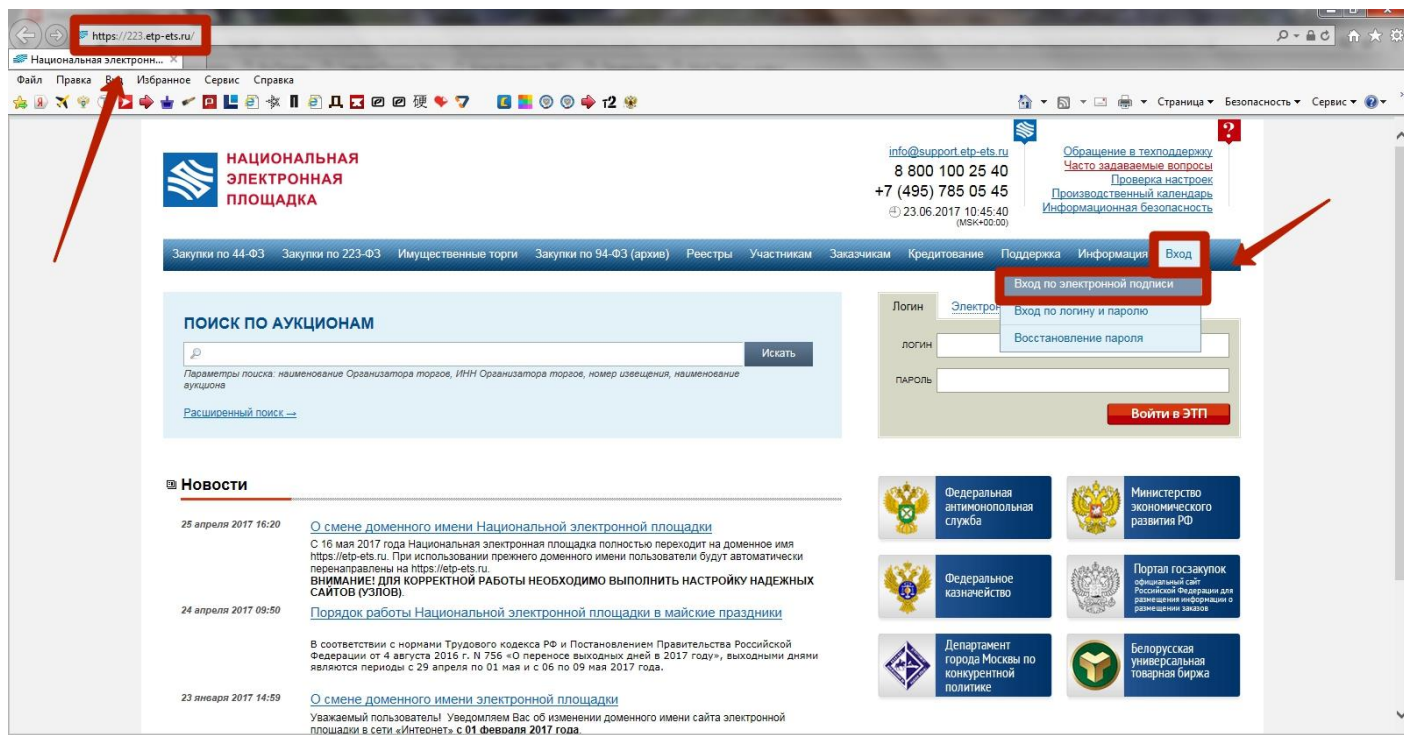 https://223.etp-ets.ru/
Национальная электронн...
Файл Правка Вид Избранное Сервис Справка
Страница Безопасность Сервис
НАЦИОНАЛЬНАЯ
ЭЛЕКТРОННАЯ
ПЛОЩАДКА
info@support.etp-ets.ru
8 800 100 25 40
+7 (495) 785 05 45
23.06.2017 10:45:40
(MSK+00:00)
Обращение в техподдержку
Часто задаваемые вопросы
Проверка настроек
Производственный календарь
Информационная безопасность
Закупки по 44-ФЗ Закупки по 223-ФЗ Имущественные торги Закупки по 94-ФЗ (архив) Реестры Участникам Заказчикам Кредитование Поддержка Информация Вход
Вход по электронной подписи
Вход по логину и паролю
Восстановление пароля
ПОИСК ПО АУКЦИОНАМ
Искать
Параметры поиска: наименование Организатора торгов, ИНН Организатора торгов, номер извещения, наименование
аукциона
Расширенный поиск →
Логин Электрон
ЛОГИН
ПАРОЛЬ
Войти в ЭТП
Новости
25 апреля 2017 16:20
О смене доменного имени Национальной электронной площадки
С 16 мая 2017 года Национальная электронная площадка полностью переходит на доменное имя
https://etp-ets.ru. При использовании прежнего доменного имени пользователи будут автоматически
перенаправлены на https://etp-ets.ru.
ВНИМАНИЕ! ДЛЯ КОРРЕКТНОЙ РАБОТЫ НЕОБХОДИМО ВЫПОЛНИТЬ НАСТРОЙКУ НАДЕЖНЫХ
САЙТОВ (УЗЛОВ).
24 апреля 2017 09:50
Порядок работы Национальной электронной площадки в майские праздники
В соответствии с нормами Трудового кодекса РФ и Постановлением Правительства Российской
Федерации от 4 августа 2016 г. N 756 «О переносе выходных дней в 2017 году», выходными днями
являются периоды с 29 апреля по 01 мая и с 06 по 09 мая 2017 года.
23 января 2017 14:59
О смене доменного имени электронной площадки
Уважаемый пользователь! Уведомляем Вас об изменении доменного имени сайта электронной
площадки в сети «Интернет» с 01 февраля 2017 года.
Федеральная
антимонопольная
служба
Министерство
экономического
развития РФ
Федеральное
казначейство
Портал госзакупок
официальный сайт
Российской Федерации для
размещения информации о
размещении заказов
Департамент
города Москвы по
конкурентной
политике
Белорусская
универсальная
товарная биржа